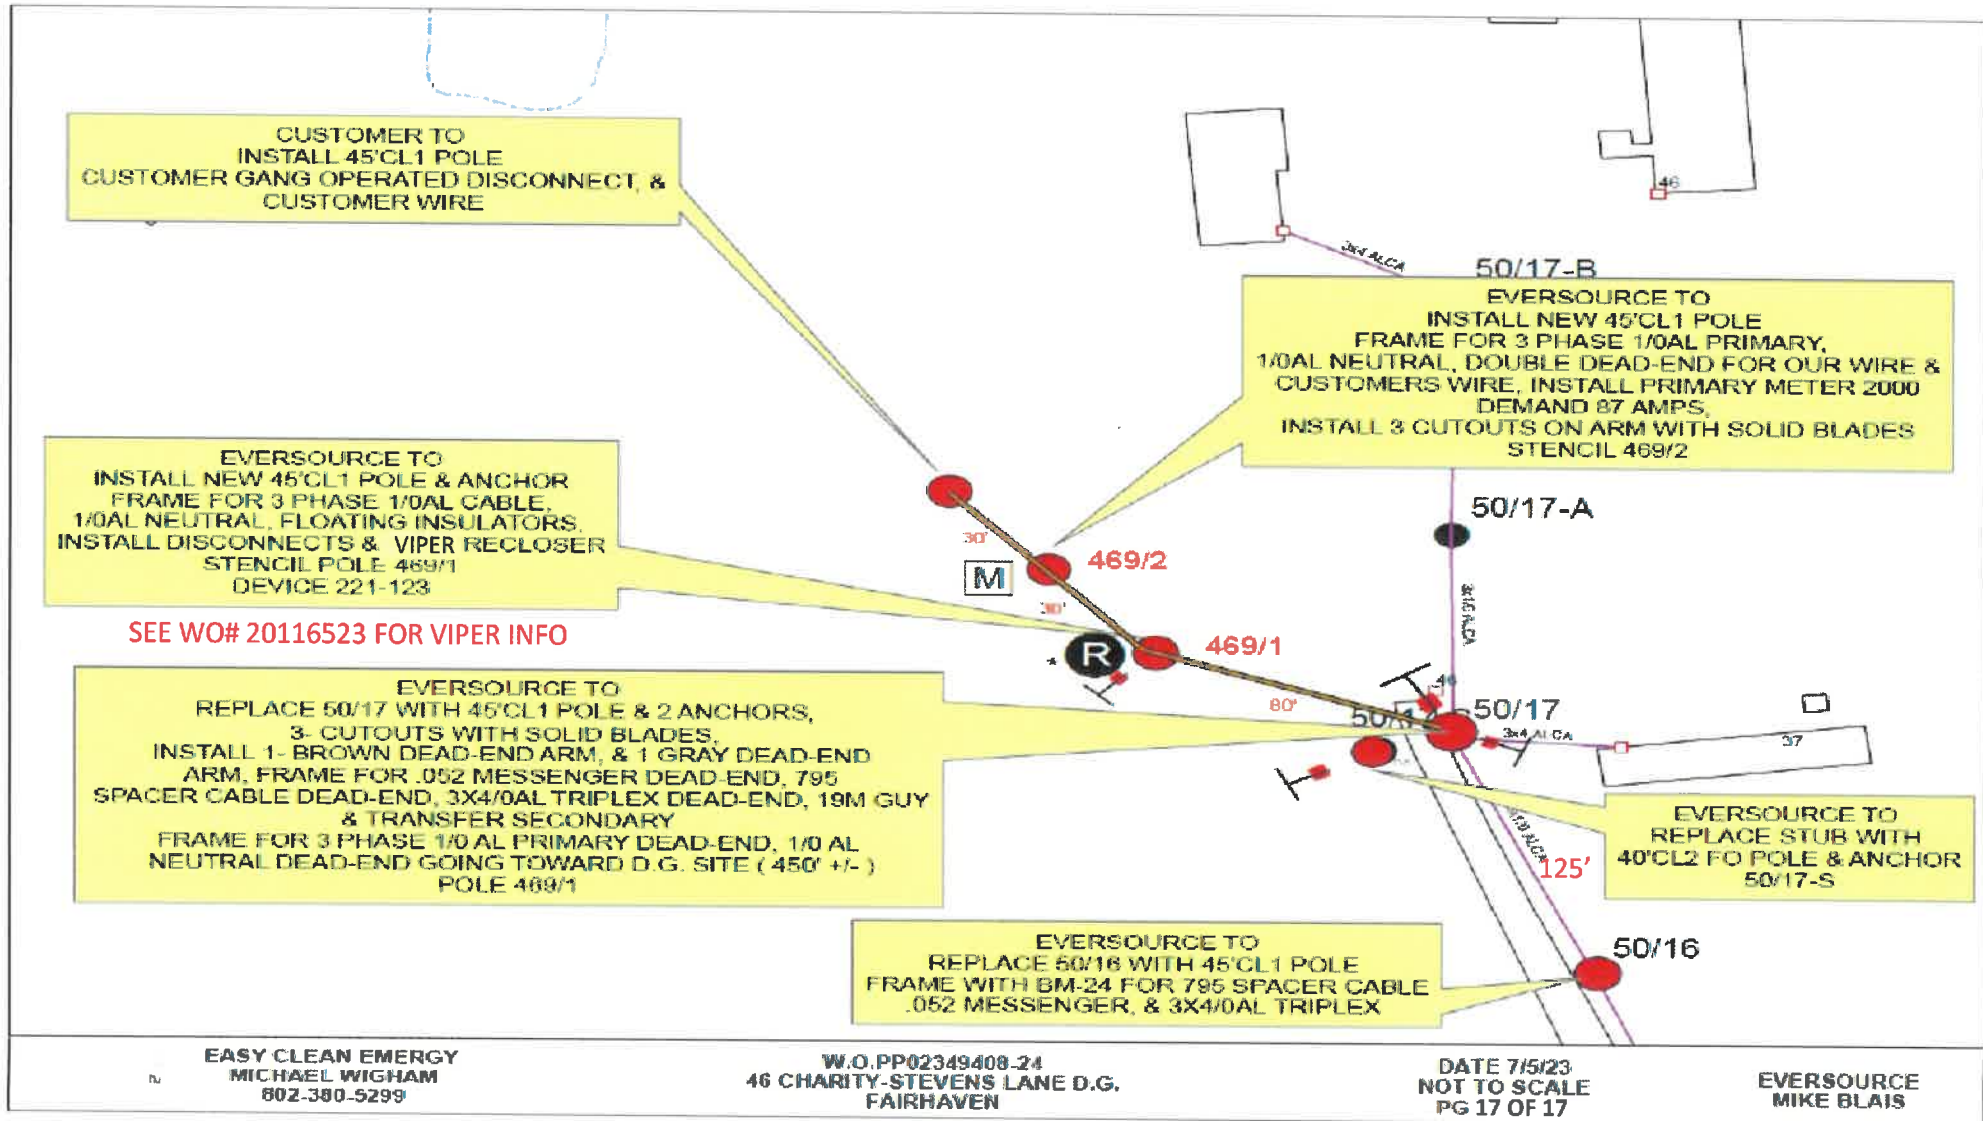 CUSTOMER TO
INSTALL 45'CL1 POLE
CUSTOMER GANG OPERATED DISCONNECT, &
CUSTOMER WIRE
46
3x4 ALCA
50/17-B
EVERSOURCE TO
INSTALL NEW 45'CL1 POLE
FRAME FOR 3 PHASE 1/0AL PRIMARY,
1/0AL NEUTRAL, DOUBLE DEAD-END FOR OUR WIRE &
CUSTOMERS WIRE, INSTALL PRIMARY METER 2000
DEMAND 87 AMPS,
INSTALL 3 CUTOUTS ON ARM WITH SOLID BLADES
STENCIL 469/2
EVERSOURCE TO
INSTALL NEW 45'CL1 POLE & ANCHOR
FRAME FOR 3 PHASE 1/0AL CABLE,
1/0AL NEUTRAL, FLOATING INSULATORS,
INSTALL DISCONNECTS & VIPER RECLOSER
STENCIL POLE 469/1
DEVICE 221-123
SEE WO# 20116523 FOR VIPER INFO
50/17-A
30'
469/2
M
30'
469/1
R
80'
46
50/17
3x4 ALCA
37
EVERSOURCE TO
REPLACE 50/17 WITH 45'CL1 POLE & 2 ANCHORS,
3- CUTOUTS WITH SOLID BLADES,
INSTALL 1- BROWN DEAD-END ARM, & 1 GRAY DEAD-END
ARM, FRAME FOR .052 MESSENGER DEAD-END, 795
SPACER CABLE DEAD-END, 3X4/0AL TRIPLEX DEAD-END, 19M GUY
& TRANSFER SECONDARY
FRAME FOR 3 PHASE 1/0 AL PRIMARY DEAD-END, 1/0 AL
NEUTRAL DEAD-END GOING TOWARD D.G. SITE ( 450' +/- )
POLE 469/1
EVERSOURCE TO
REPLACE STUB WITH
40'CL2 FO POLE & ANCHOR
50/17-S
125'
50/16
EVERSOURCE TO
REPLACE 50/16 WITH 45'CL1 POLE
FRAME WITH BM-24 FOR 795 SPACER CABLE
.052 MESSENGER, & 3X4/0AL TRIPLEX
EASY CLEAN EMERGY
MICHAEL WIGHAM
802-380-5299
W.O.PP02349408-24
46 CHARITY-STEVENS LANE D.G.
FAIRHAVEN
DATE 7/5/23
NOT TO SCALE
PG 17 OF 17
EVERSOURCE
MIKE BLAIS